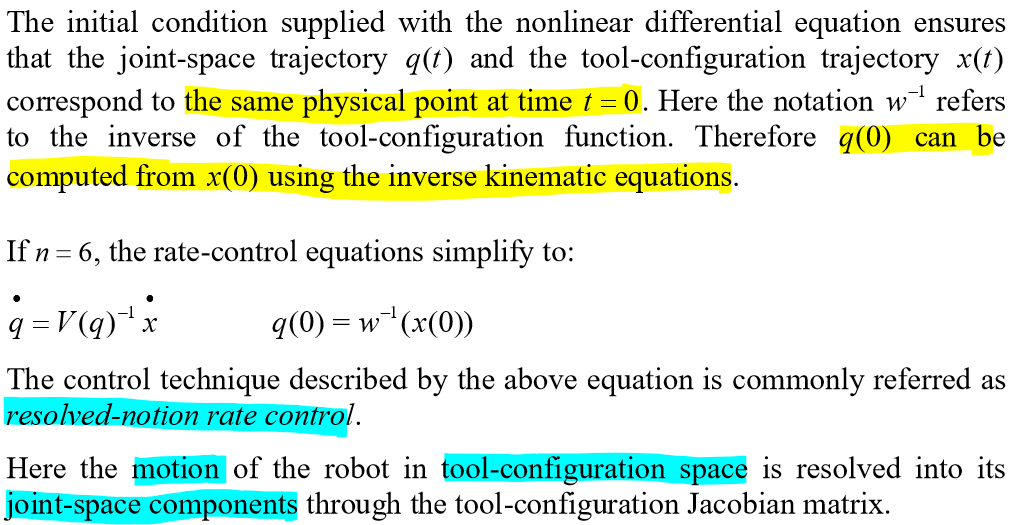 The initial condition supplied with the nonlinear differential equation ensures
that the joint-space trajectory q(t) and the tool-configuration trajectory x(t)
correspond to the same physical point at time t = 0. Here the notation w⁻¹ refers
to the inverse of the tool-configuration function. Therefore q(0) can be
computed from x(0) using the inverse kinematic equations.
If n = 6, the rate-control equations simplify to:
q̇ = V(q)⁻¹ ẋ q(0) = w⁻¹(x(0))
The control technique described by the above equation is commonly referred as
resolved-notion rate control.
Here the motion of the robot in tool-configuration space is resolved into its
joint-space components through the tool-configuration Jacobian matrix.